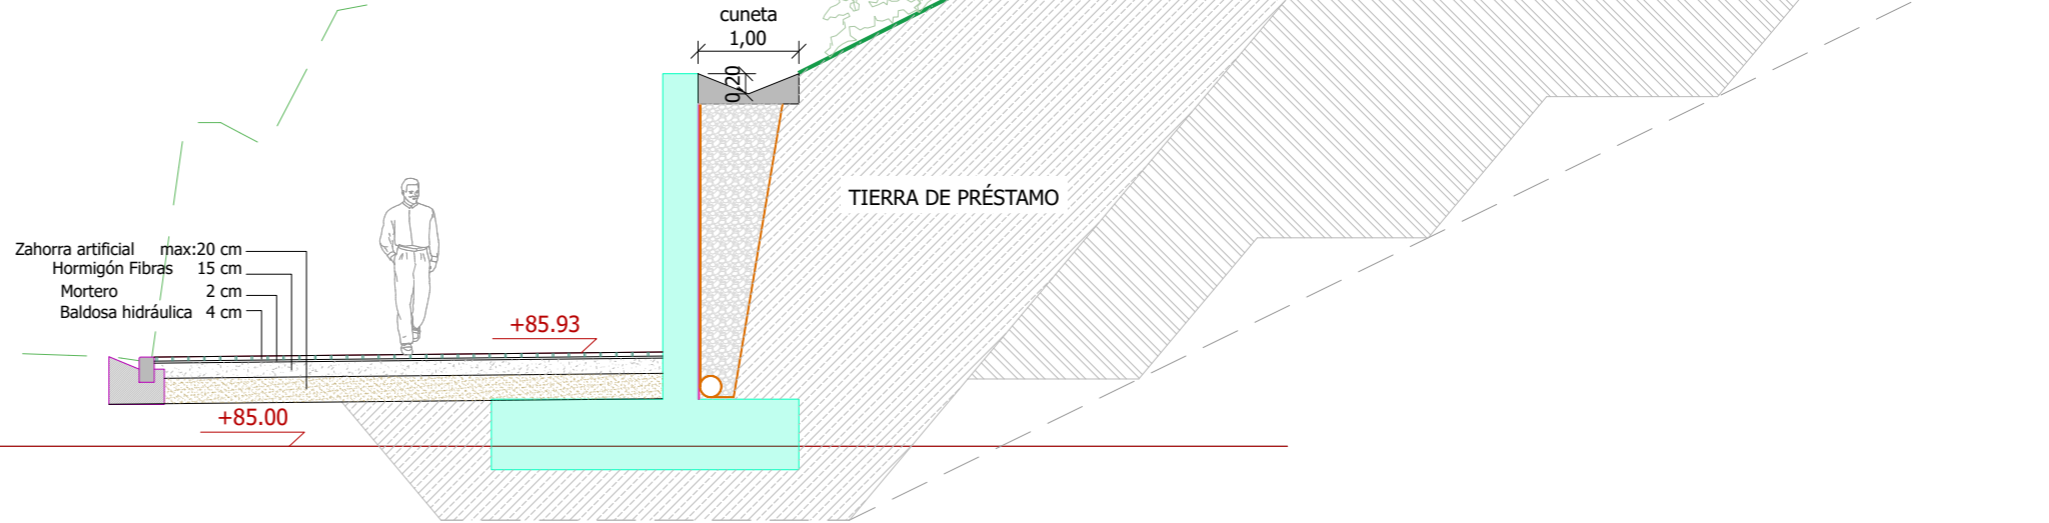 cuneta
1,00
0,20
TIERRA DE PRÉSTAMO
Zahorra artificial max:20 cm
Hormigón Fibras 15 cm
Mortero 2 cm
Baldosa hidráulica 4 cm
+85.93
+85.00